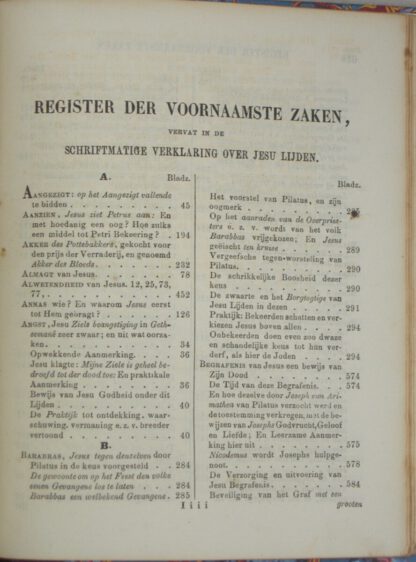 REGISTER DER VOORNAAMSTE ZAKEN,
VERVAT IN DE
SCHRIFTMATIGE VERKLARING OVER JESU LIJDEN.
A. Bladz.
AANGEZIGT: op het Aangezigt vallende
te bidden . . . . . . . 45
AANZIEN, Jesus ziet Petrus aan: En
met hoedanig een oog? Hoe zulks
een middel tot Petri Bekeering? . 194
AKKER des Pottebakkers, gekocht voor
den prijs der Verraderij, en genoemd
Akker des Bloeds. . . . . . 232
ALMAGT van Jesus. . . . . . 78
ALWETENDHEID van Jesus. 12, 25, 73,
77, . . . . . . . . 452
ANNAS wie? En waarom Jesus eerst
tot Hem gebragt? . . . . . 126
ANGST, Jesu Ziels beangstiging in Geth-
semané zeer zwaar; en uit wat oorza-
ken. . . . . . . . . 34
Opwekkende Aanmerking. . . . 36
Jesu klagte: Mijne Ziele is geheel be-
droefd tot der dood toe: En praktikale
Aanmerking . . . . . . 36
Bewijs van Jesu Godheid onder dit
Lijden . . . . . . . 40
De Praktijk tot ontdekking, waar-
schuwing, vermaning e. z. v. breeder
vertoond . . . . . . . 40
B.
BARABBAS, Jesus tegen denzelven door
Pilatus in de keus voorgesteld . . 284
De gewoonte om op het Feest den volke
eenen Gevangene los te laten . . 284
Barabbas een welbekend Gevangene. 285
Bladz.
Het voorstel van Pilatus, en zijn
oogmerk . . . . . . .
Op het aanraden van de Overpries-
ters e. z. v. wordt van het volk
Barabbas vrijgekozen; En Jesus
geëischt ten kruise . . . . . 289
Vergeefsche tegen-worsteling van
Pilatus. . . . . . . . 290
De schrikkelijke Boosheid dezer
keus . . . . . . . . 290
De zwarte en het Borgtogtige van
Jesu Lijden in dezen . . . . 291
Praktijk: Bekeerden schatten en ver-
kiezen Jesus boven allen . . . 294
Onbekeerden doen even zoo dwaze
en schandelijke keus tot hun ver-
derf, als hier de Joden . . . . 294
BEGRAFENIS van Jesus een bewijs van
Zijn Dood . . . . . . 574
De Tijd van deze Begrafenis. . . 574
En hoe dezelve door Joseph van Ari-
mathea van Pilatus verzocht werd en
de toestemming verkregen, met de be-
wijzen van Josephs Godvrucht, Geloof
en Liefde; En Leerzame Aanmer-
king hier uit . . . . . . 575
Nicodemus wordt Josephs hulpge-
noot. . . . . . . . . 578
De Verzorging en uitvoering van
Jesu Begrafenis. . . . . . 584
Beveiliging van het Graf met een
Iiii grooten